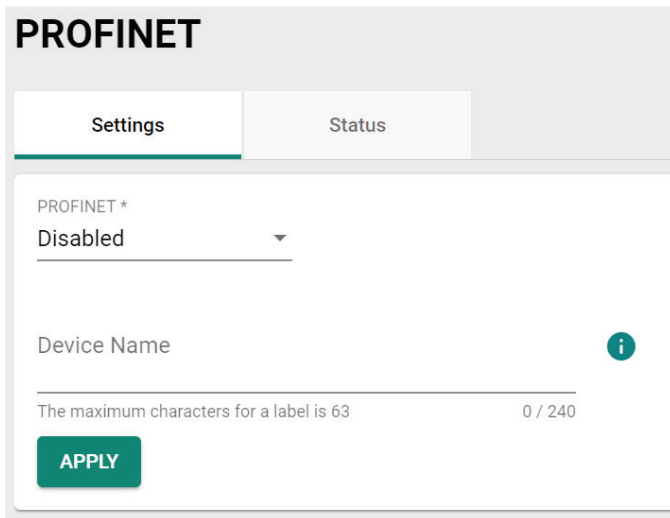 PROFINET
Settings Status
PROFINET *
Disabled
Device Name
i
The maximum characters for a label is 63 0 / 240
APPLY